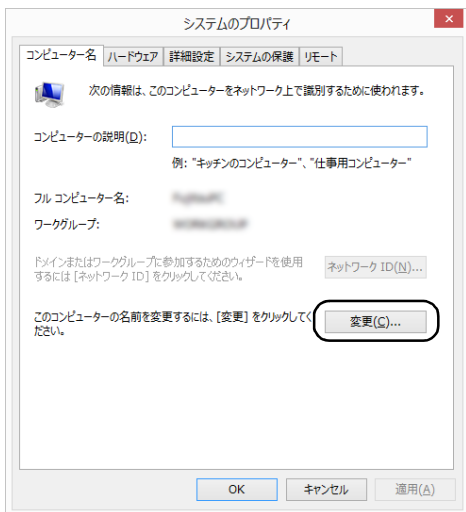 システムのプロパティ
コンピューター名 ハードウェア 詳細設定 システムの保護 リモート
次の情報は、このコンピューターをネットワーク上で識別するために使われます。
コンピューターの説明(D):
例: "キッチンのコンピューター"、"仕事用コンピューター"
フル コンピューター名:
ワークグループ:
ドメインまたはワークグループに参加するためのウィザードを使用
するには [ネットワーク ID] をクリックしてください。
ネットワーク ID(N)...
このコンピューターの名前を変更するには、[変更] をクリックしてく
ださい。
変更(C)...
OK キャンセル 適用(A)